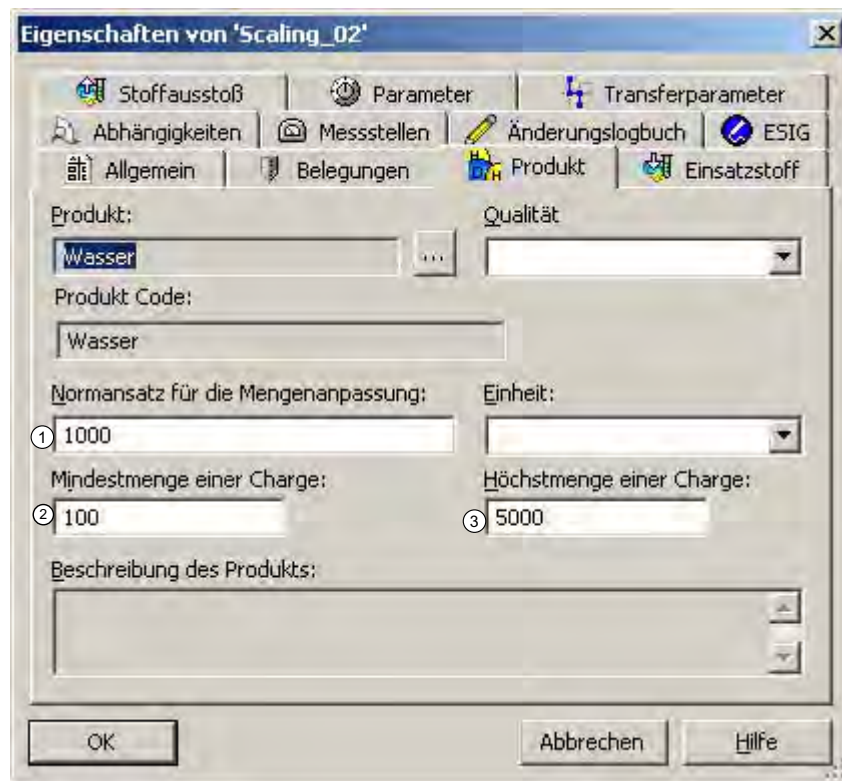 Eigenschaften von 'Scaling_02'
Stoffausstoß Parameter Transferparameter
Abhängigkeiten Messstellen Änderungslogbuch ESIG
Allgemein Belegungen Produkt Einsatzstoff
Produkt: Qualität
Wasser ...
Produkt Code:
Wasser
Normansatz für die Mengenanpassung: Einheit:
1 1000
Mindestmenge einer Charge: Höchstmenge einer Charge:
2 100 3 5000
Beschreibung des Produkts:
OK Abbrechen Hilfe